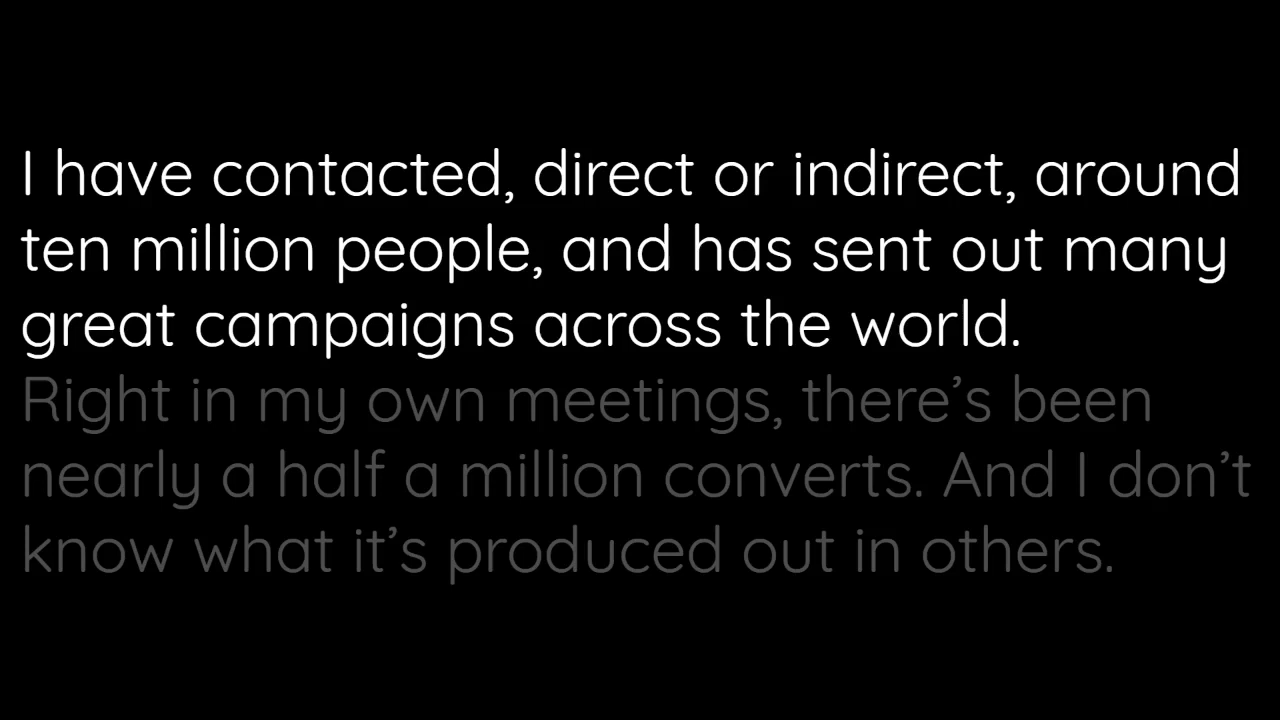 I have contacted, direct or indirect, around
ten million people, and has sent out many
great campaigns across the world.
Right in my own meetings, there’s been
nearly a half a million converts. And I don’t
know what it’s produced out in others.